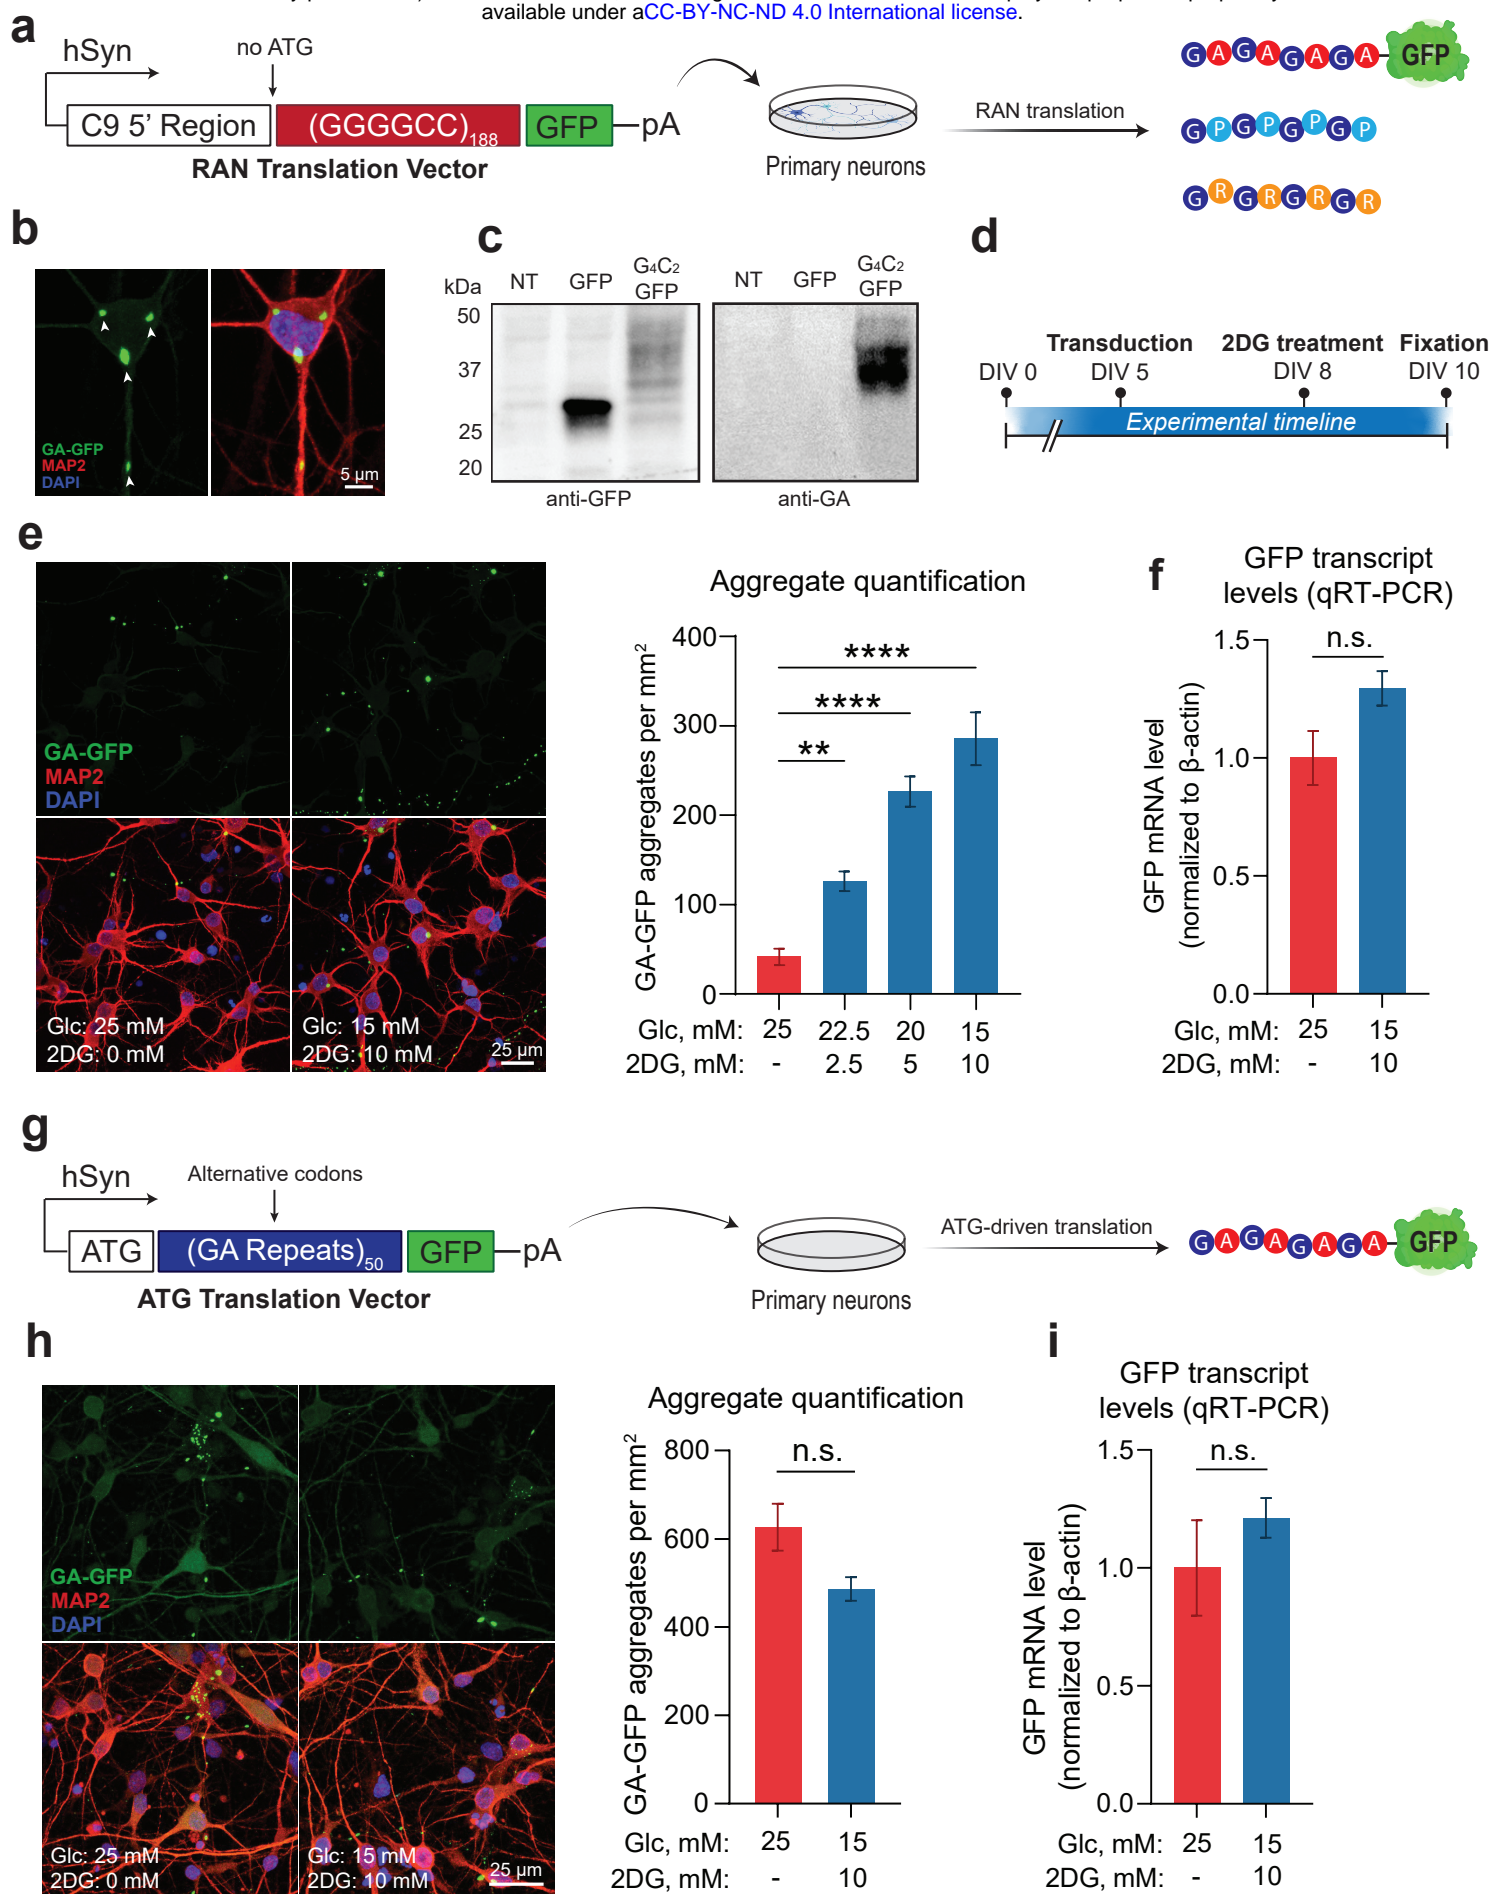 available under aCC-BY-NC-ND 4.0 International license.
a
hSyn
no ATG
C9 5' Region
(GGGGCC)188
GFP
pA
RAN Translation Vector
Primary neurons
RAN translation
G A G A G A G A
GFP
G P G P G P G P
G R G R G R G R
b
GA-GFP
MAP2
DAPI
5 µm
c
kDa
NT
GFP
G4C2
GFP
NT
GFP
G4C2
GFP
50
37
25
20
anti-GFP
anti-GA
d
Transduction
2DG treatment
Fixation
DIV 0
DIV 5
DIV 8
DIV 10
Experimental timeline
e
GA-GFP
MAP2
DAPI
Glc: 25 mM
2DG: 0 mM
Glc: 15 mM
2DG: 10 mM
25 µm
Aggregate quantification
GA-GFP aggregates per mm2
400
300
200
100
0
****
****
**
Glc, mM: 25 22.5 20 15
2DG, mM: - 2.5 5 10
f
GFP transcript
levels (qRT-PCR)
GFP mRNA level
(normalized to β-actin)
1.5
1.0
0.5
0.0
n.s.
Glc, mM: 25 15
2DG, mM: - 10
g
hSyn
Alternative codons
ATG
(GA Repeats)50
GFP
pA
ATG Translation Vector
Primary neurons
ATG-driven translation
G A G A G A G A
GFP
h
GA-GFP
MAP2
DAPI
Glc: 25 mM
2DG: 0 mM
Glc: 15 mM
2DG: 10 mM
25 µm
Aggregate quantification
GA-GFP aggregates per mm2
800
600
400
200
0
n.s.
Glc, mM: 25 15
2DG, mM: - 10
i
GFP transcript
levels (qRT-PCR)
GFP mRNA level
(normalized to β-actin)
1.5
1.0
0.5
0.0
n.s.
Glc, mM: 25 15
2DG, mM: - 10